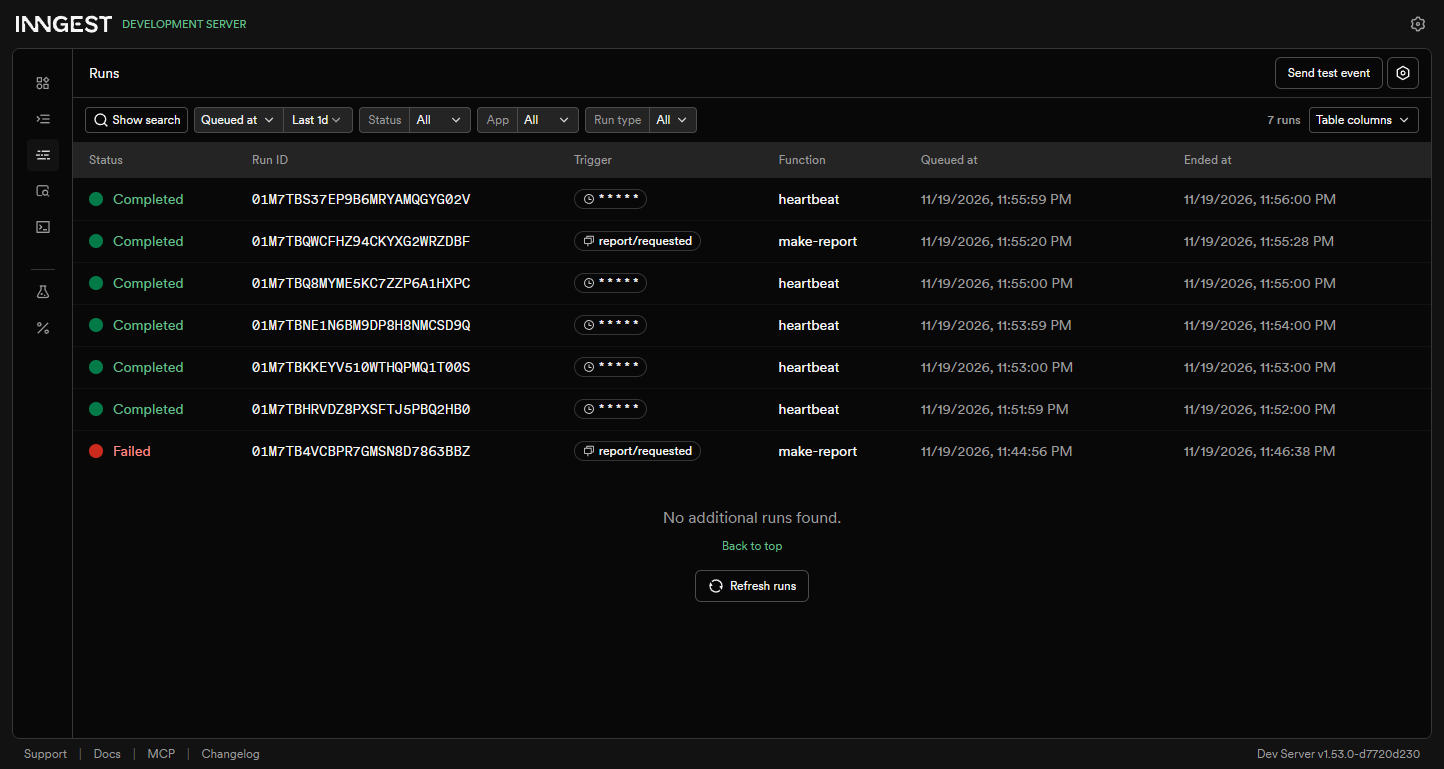 INNGEST DEVELOPMENT SERVER
Runs
Send test event
Show search Queued at Last 1d Status All App All Run type All 7 runs Table columns
Status Run ID Trigger Function Queued at Ended at
Completed 01M7TBS37EP9B6MRYAMQGYG02V * * * * * heartbeat 11/19/2026, 11:55:59 PM 11/19/2026, 11:56:00 PM
Completed 01M7TBQWCFHZ94CKYXG2WRZDBF report/requested make-report 11/19/2026, 11:55:20 PM 11/19/2026, 11:55:28 PM
Completed 01M7TBQ8MYME5KC7ZZP6A1HXPC * * * * * heartbeat 11/19/2026, 11:55:00 PM 11/19/2026, 11:55:00 PM
Completed 01M7TBNE1N6BM9DP8H8NMCSD9Q * * * * * heartbeat 11/19/2026, 11:53:59 PM 11/19/2026, 11:54:00 PM
Completed 01M7TBKKEYV510WTHQPMQ1T00S * * * * * heartbeat 11/19/2026, 11:53:00 PM 11/19/2026, 11:53:00 PM
Completed 01M7TBHRVDZ8PXSFTJ5PBQ2HB0 * * * * * heartbeat 11/19/2026, 11:51:59 PM 11/19/2026, 11:52:00 PM
Failed 01M7TB4VCBPR7GMSN8D7863BBZ report/requested make-report 11/19/2026, 11:44:56 PM 11/19/2026, 11:46:38 PM
No additional runs found.
Back to top
Refresh runs
Support | Docs | MCP | Changelog Dev Server v1.53.0-d7720d230